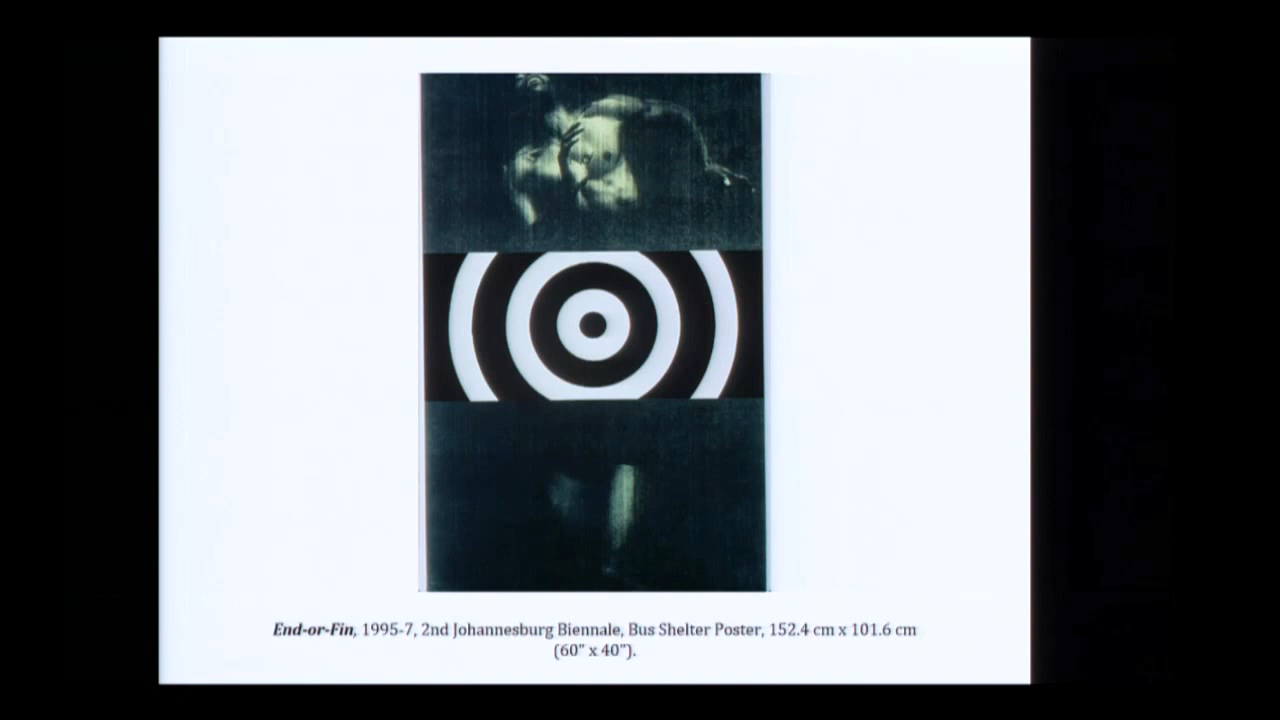 End-or-Fin, 1995-7, 2nd Johannesburg Biennale, Bus Shelter Poster, 152.4 cm x 101.6 cm
(60" x 40").